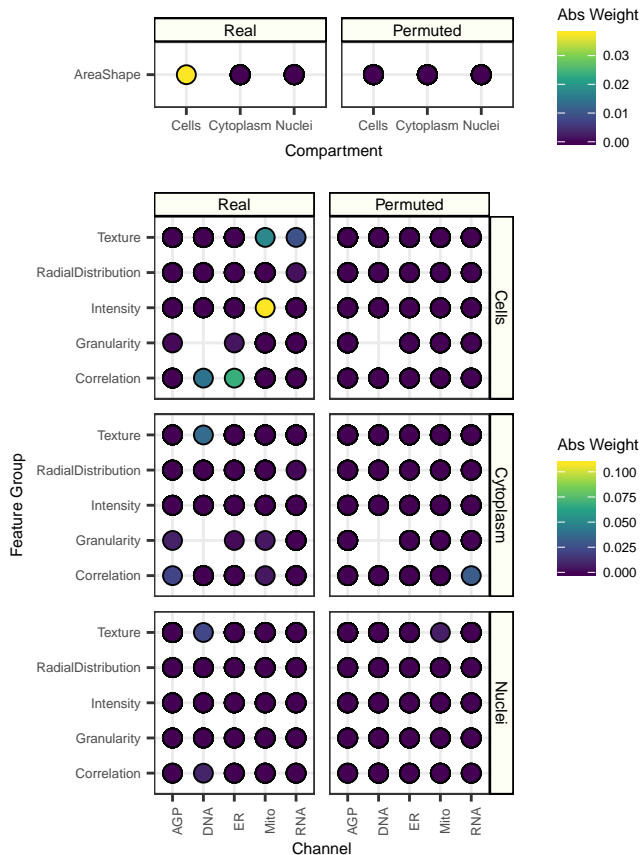 Real
Permuted
AreaShape
Cells
Cytoplasm
Nuclei
Cells
Cytoplasm
Nuclei
Compartment
Abs Weight
0.03
0.02
0.01
0.00
Real
Permuted
Texture
RadialDistribution
Intensity
Granularity
Correlation
Cells
Texture
RadialDistribution
Intensity
Granularity
Correlation
Cytoplasm
Texture
RadialDistribution
Intensity
Granularity
Correlation
Nuclei
Feature Group
AGP
DNA
ER
Mito
RNA
AGP
DNA
ER
Mito
RNA
Channel
Abs Weight
0.100
0.075
0.050
0.025
0.000